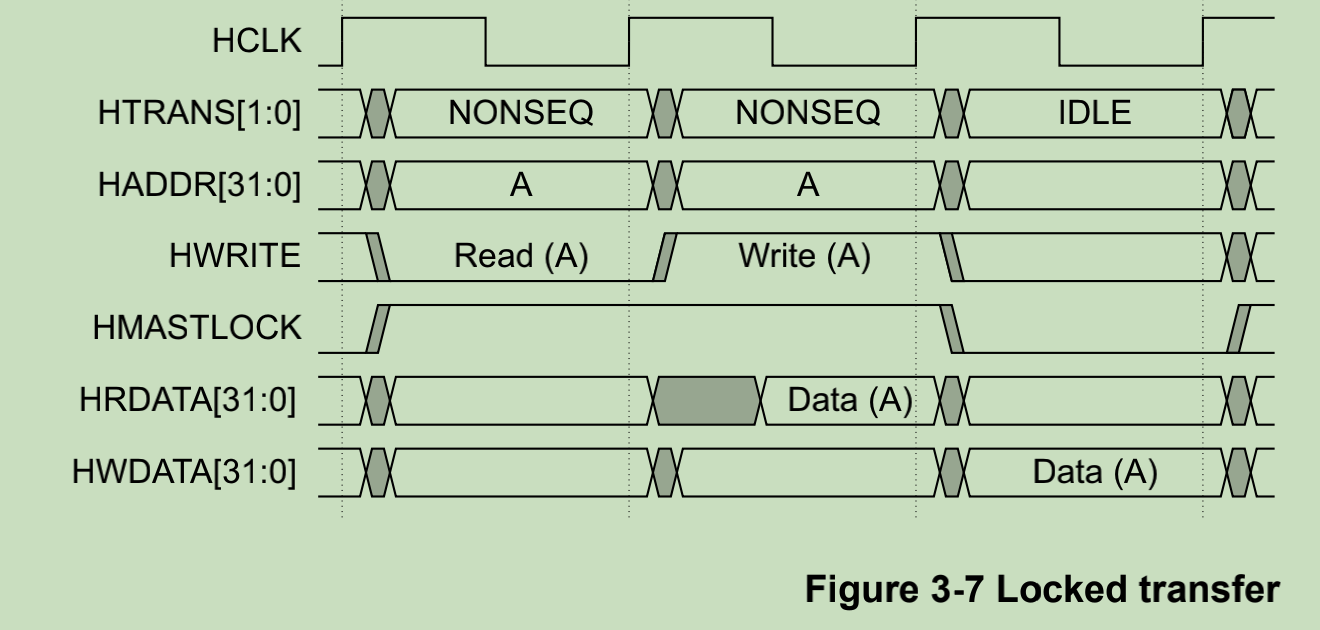 HCLK
HTRANS[1:0] NONSEQ NONSEQ IDLE
HADDR[31:0] A A
HWRITE Read (A) Write (A)
HMASTLOCK
HRDATA[31:0] Data (A)
HWDATA[31:0] Data (A)
Figure 3-7 Locked transfer